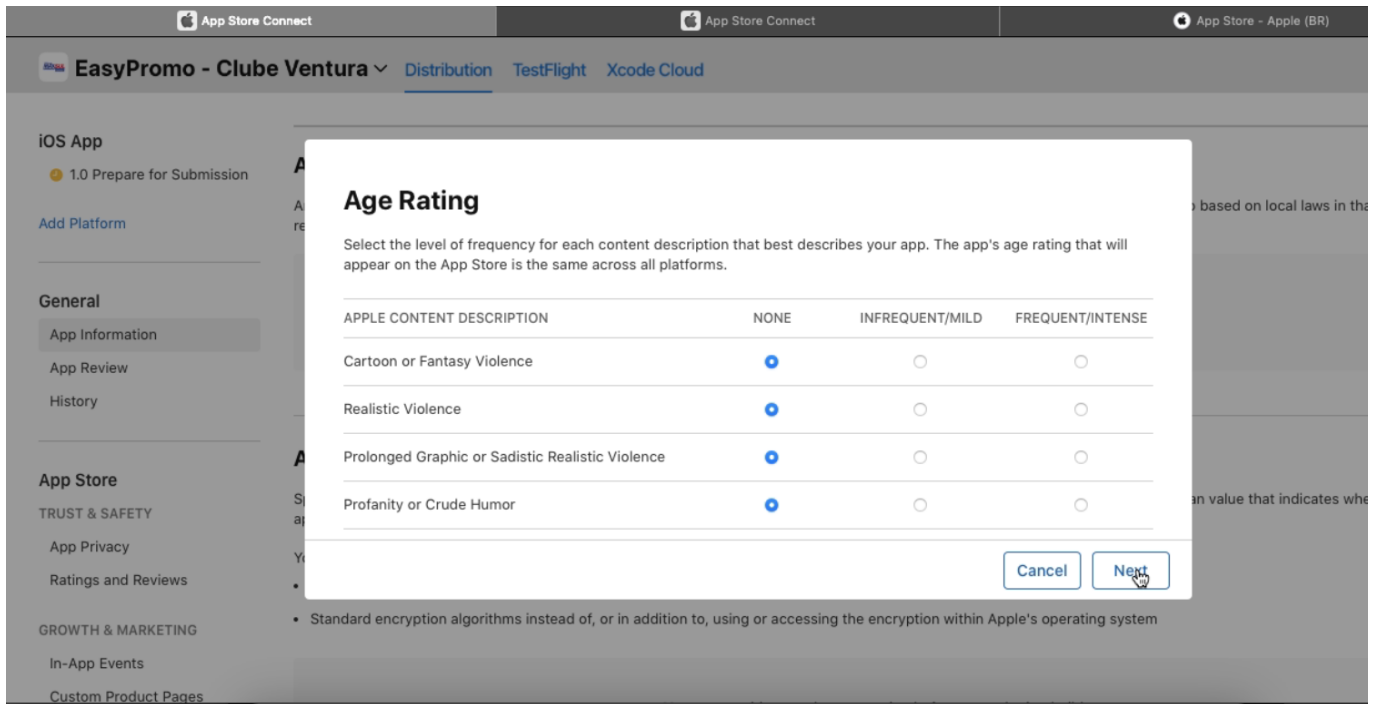 App Store Connect
App Store Connect
App Store - Apple (BR)
EasyPromo - Clube Ventura
Distribution
TestFlight
Xcode Cloud
iOS App
1.0 Prepare for Submission
Add Platform
General
App Information
App Review
History
App Store
TRUST & SAFETY
App Privacy
Ratings and Reviews
GROWTH & MARKETING
In-App Events
Custom Product Pages
based on local laws in
Age Rating
Select the level of frequency for each content description that best describes your app. The app's age rating that will
appear on the App Store is the same across all platforms.
APPLE CONTENT DESCRIPTION NONE INFREQUENT/MILD FREQUENT/INTENSE
Cartoon or Fantasy Violence
Realistic Violence
Prolonged Graphic or Sadistic Realistic Violence
Profanity or Crude Humor
Cancel
Next
value that indicates
• Standard encryption algorithms instead of, or in addition to, using or accessing the encryption within Apple's operating system